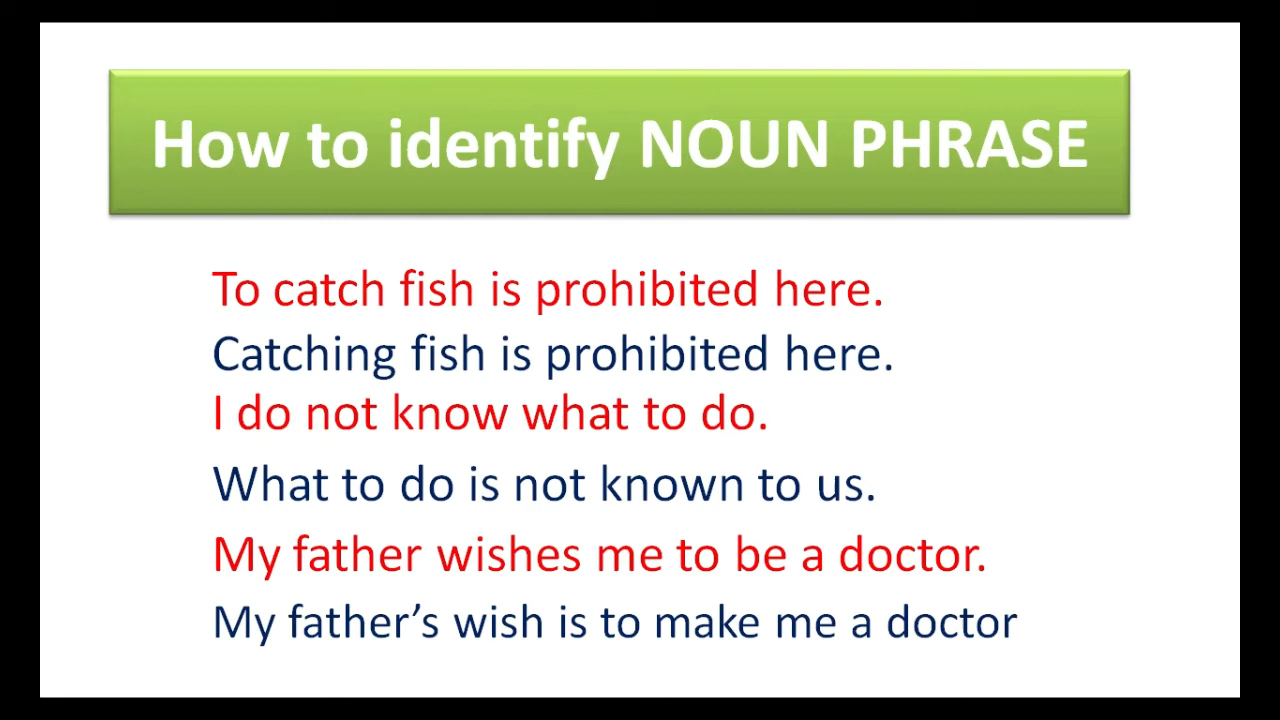 How to identify NOUN PHRASE
To catch fish is prohibited here.
Catching fish is prohibited here.
I do not know what to do.
What to do is not known to us.
My father wishes me to be a doctor.
My father’s wish is to make me a doctor